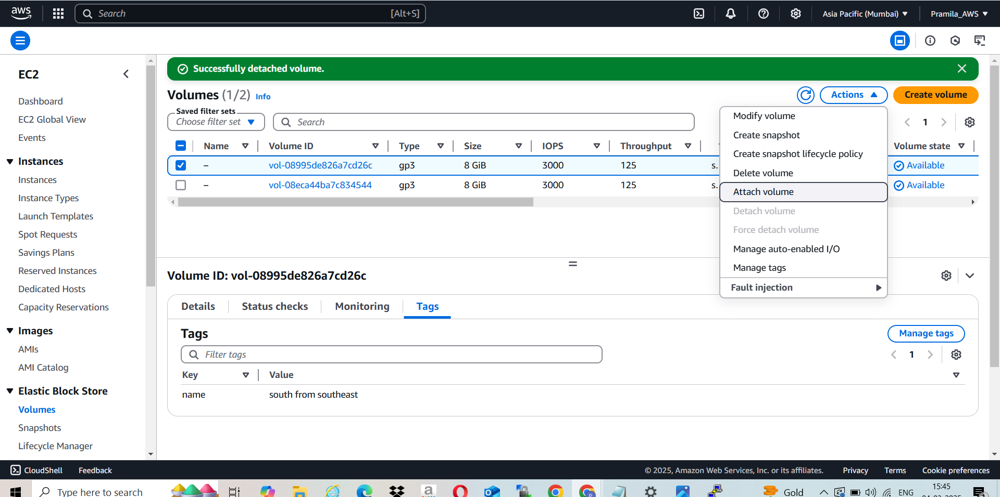 aws
Search [Alt+S]
Asia Pacific (Mumbai)
Pramila_AWS
EC2
Dashboard
EC2 Global View
Events
Instances
Instances
Instance Types
Launch Templates
Spot Requests
Savings Plans
Reserved Instances
Dedicated Hosts
Capacity Reservations
Images
AMIs
AMI Catalog
Elastic Block Store
Volumes
Snapshots
Lifecycle Manager
Successfully detached volume.
Volumes (1/2) Info
Actions
Create volume
Saved filter sets
Choose filter set
Search
1
Name Volume ID Type Size IOPS Throughput Volume state
– vol-08995de826a7cd26c gp3 8 GiB 3000 125 s. Available
– vol-08eca44ba7c834544 gp3 8 GiB 3000 125 s. Available
Modify volume
Create snapshot
Create snapshot lifecycle policy
Delete volume
Attach volume
Detach volume
Force detach volume
Manage auto-enabled I/O
Manage tags
Fault injection
Volume ID: vol-08995de826a7cd26c
Details Status checks Monitoring Tags
Tags
Manage tags
Filter tags
1
Key Value
name south from southeast
CloudShell Feedback
© 2025, Amazon Web Services, Inc. or its affiliates. Privacy Terms Cookie preferences
Type here to search
Gold
ENG
15:45